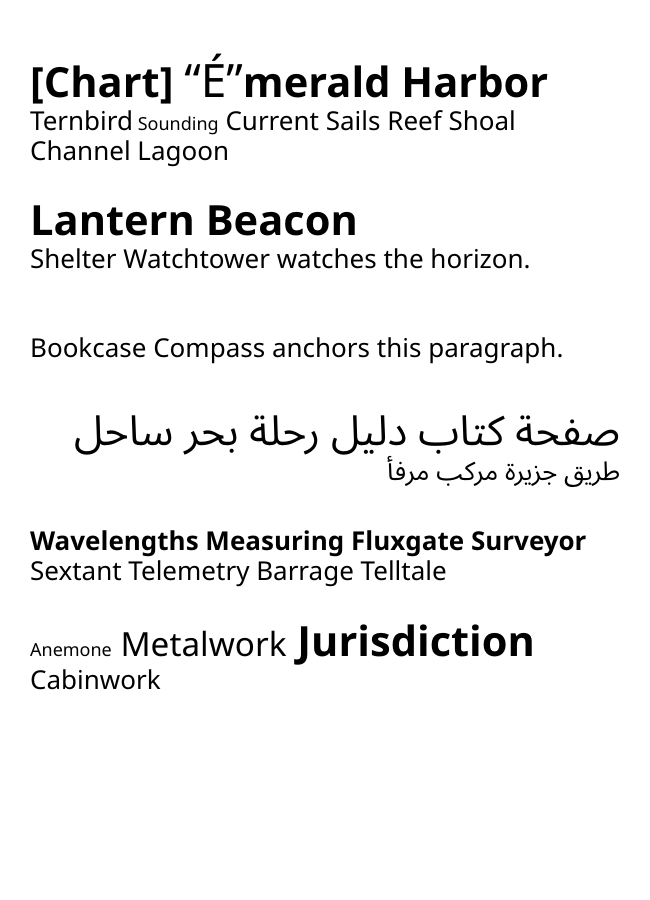 [Chart] “É”merald Harbor
Ternbird Sounding Current Sails Reef Shoal
Channel Lagoon
Lantern Beacon
Shelter Watchtower watches the horizon.
Bookcase Compass anchors this paragraph.
صفحة كتاب دليل رحلة بحر ساحل
طريق جزيرة مركب مرفأ
Wavelengths Measuring Fluxgate Surveyor
Sextant Telemetry Barrage Telltale
Anemone Metalwork Jurisdiction
Cabinwork